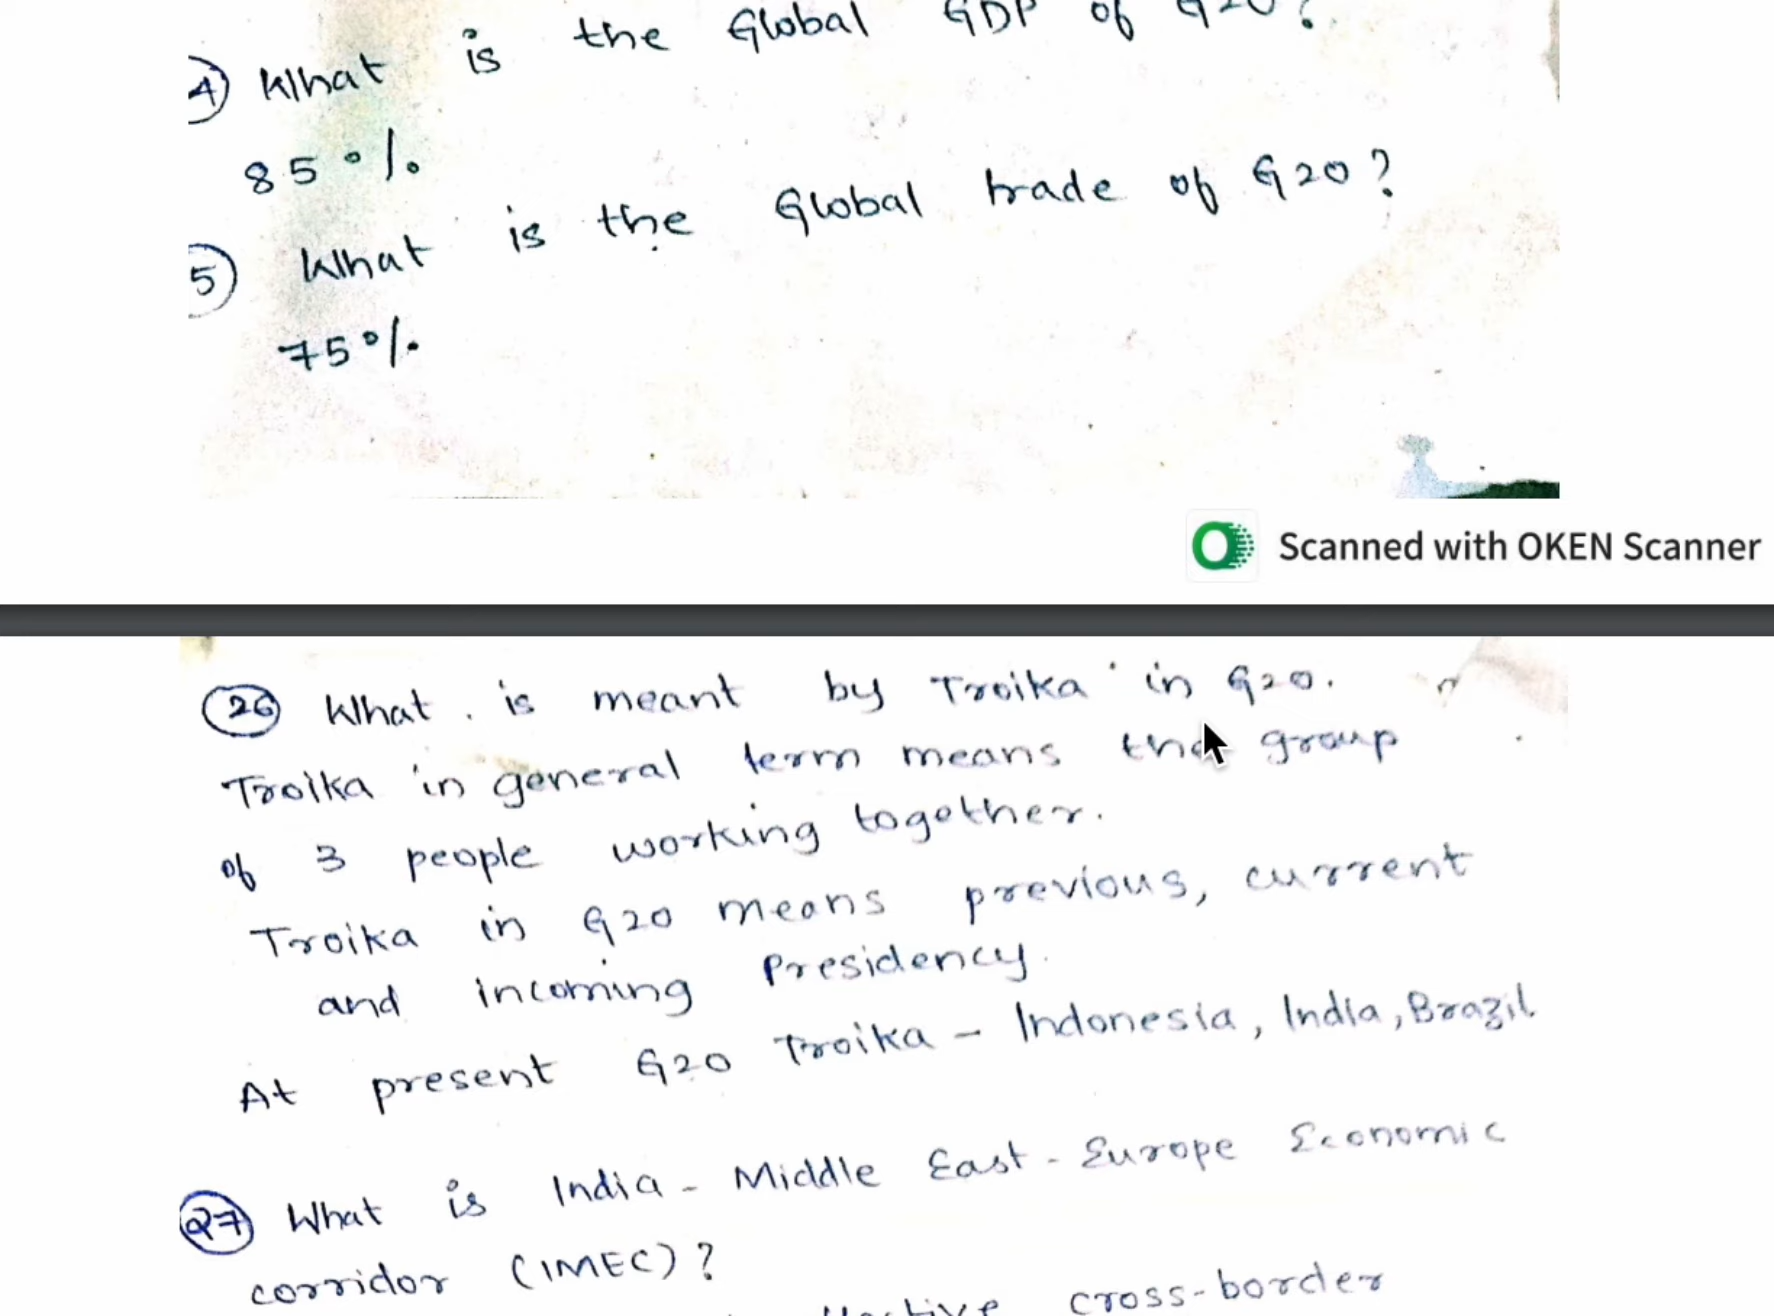 4) What is the Global GDP of G20?
85%
5) What is the Global trade of G20?
75%
Scanned with OKEN Scanner
26 What is meant by Troika in G20.
Troika in general term means the group
of 3 people working together.
Troika in G20 means previous, current
and incoming Presidency.
At present G20 Troika - Indonesia, India, Brazil
27 What is India - Middle East - Europe Economic
corridor (IMEC)?
cross-border